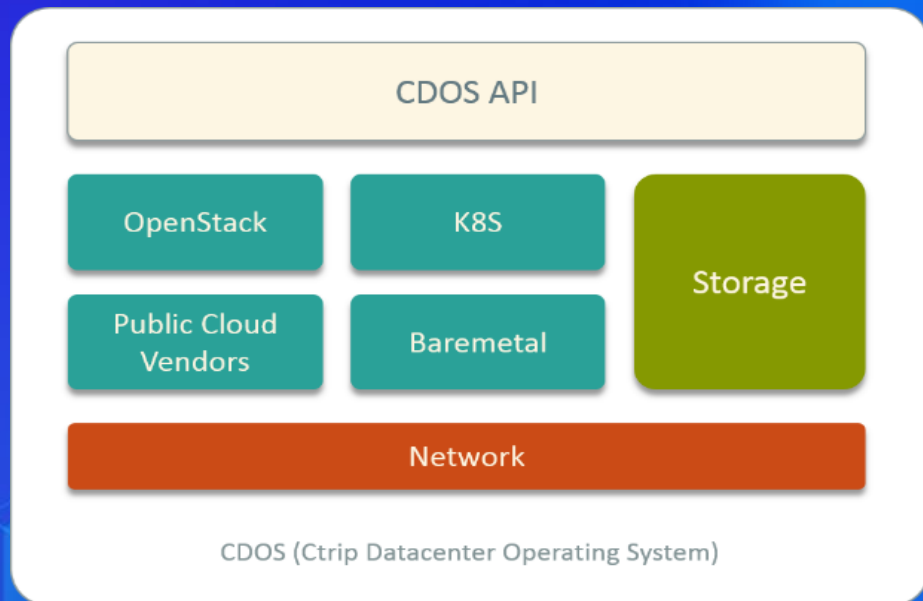 CDOS API
OpenStack
K8S
Storage
Public Cloud
Vendors
Baremetal
Network
CDOS (Ctrip Datacenter Operating System)